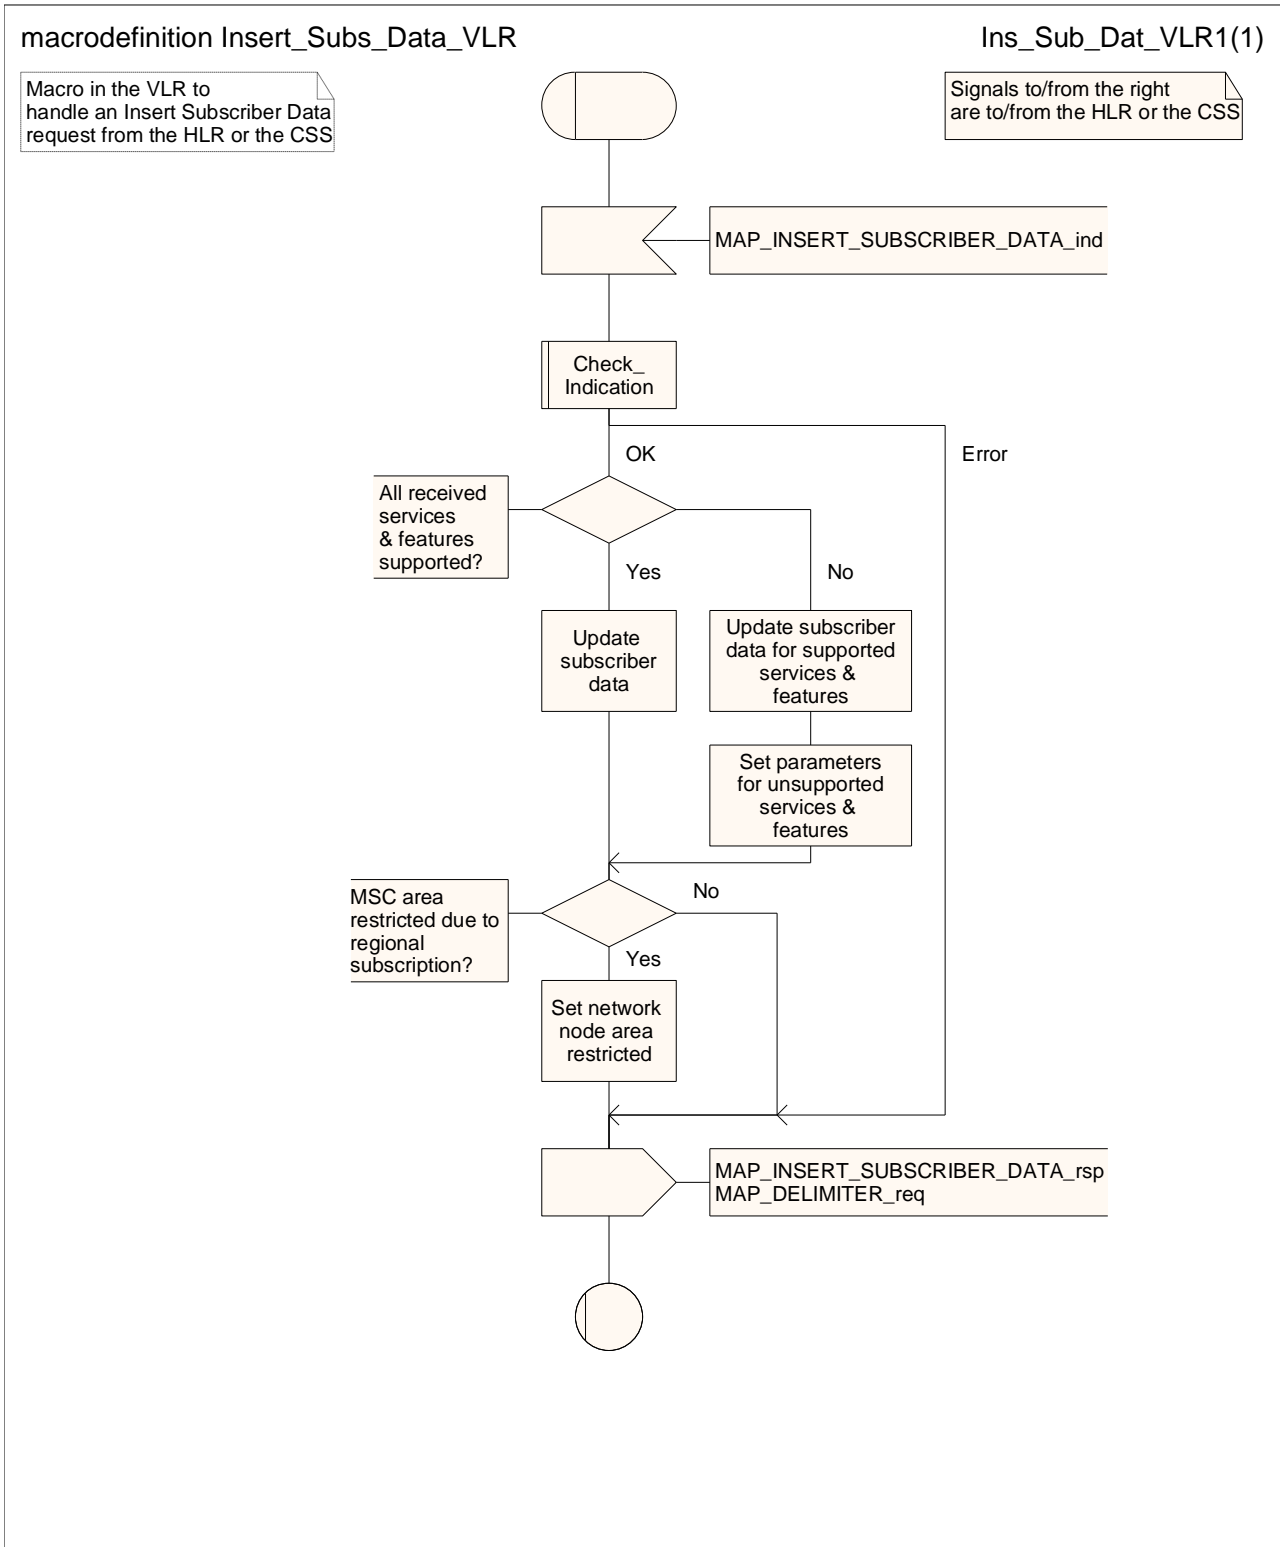 macrodefinition Insert_Subs_Data_VLR
Ins_Sub_Dat_VLR1(1)
Macro in the VLR to
handle an Insert Subscriber Data
request from the HLR or the CSS
Signals to/from the right
are to/from the HLR or the CSS
MAP_INSERT_SUBSCRIBER_DATA_ind
Check_
Indication
OK
Error
All received
services
& features
supported?
Yes
No
Update
subscriber
data
Update subscriber
data for supported
services &
features
Set parameters
for unsupported
services &
features
MSC area
restricted due to
regional
subscription?
No
Yes
Set network
node area
restricted
MAP_INSERT_SUBSCRIBER_DATA_rsp
MAP_DELIMITER_req